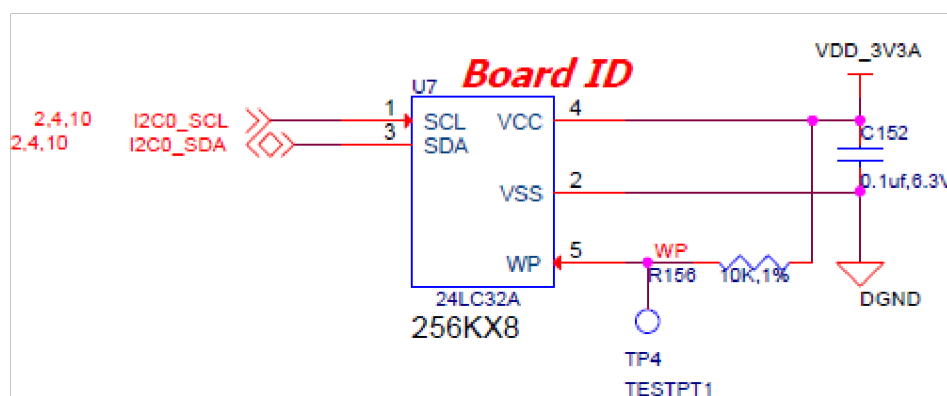 Board ID
VDD_3V3A
U7
2,4,10 I2C0_SCL 1 SCL VCC 4
2,4,10 I2C0_SDA 3 SDA
C152
0.1uf,6.3V
VSS 2
WP 5 WP
R156 10K,1%
DGND
24LC32A
256KX8
TP4
TESTPT1